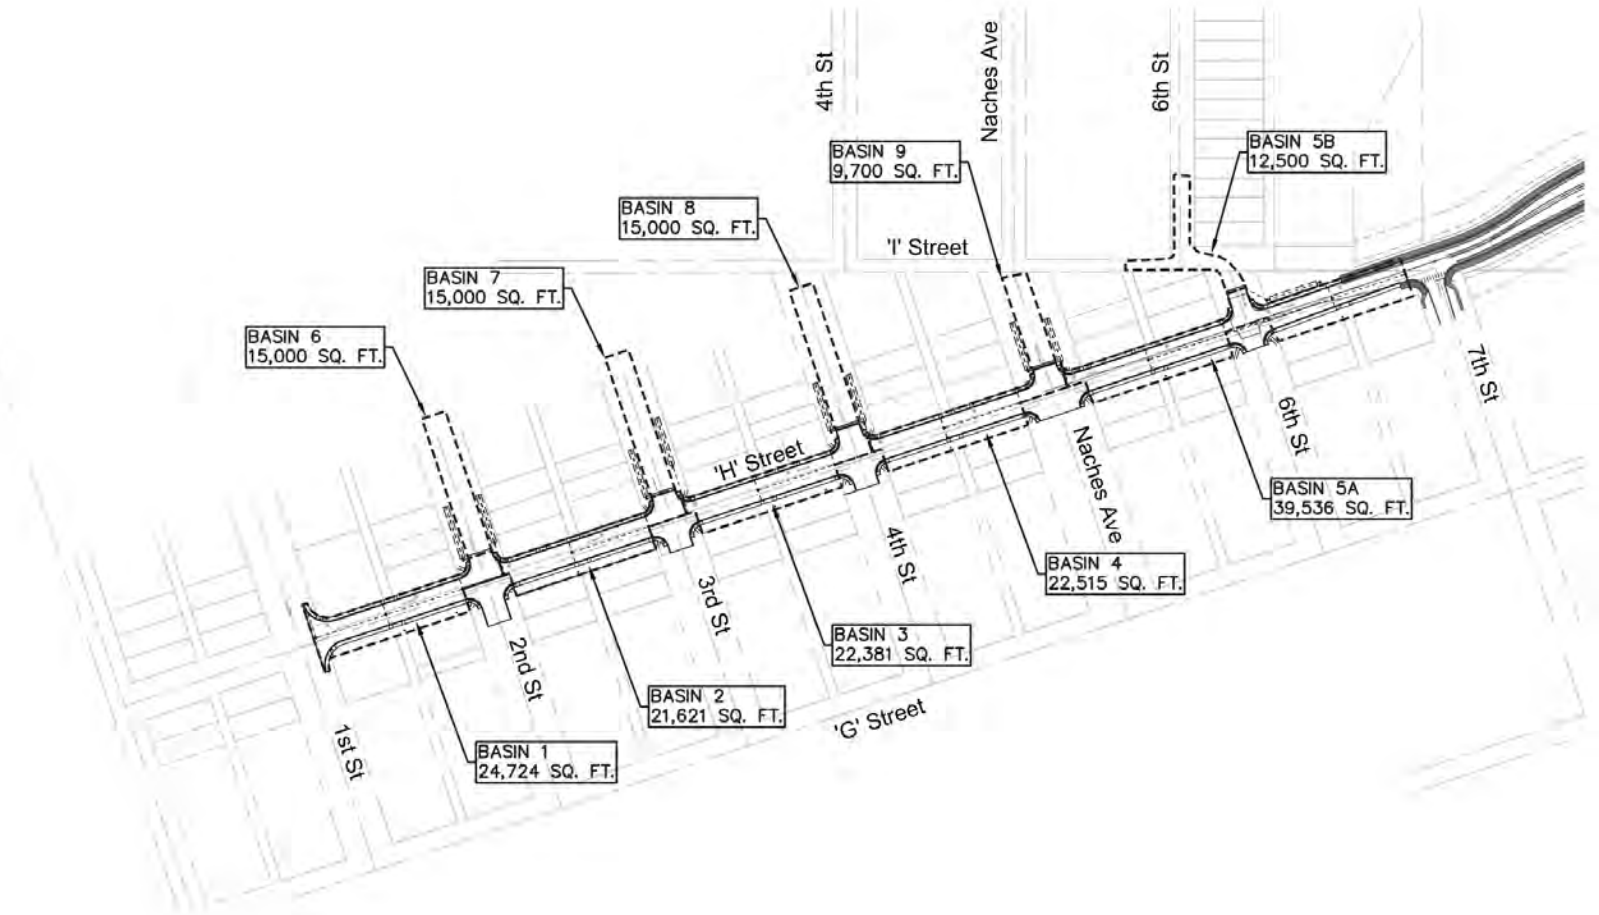 4th St
Naches Ave
6th St
BASIN 5B
12,500 SQ. FT.
BASIN 9
9,700 SQ. FT.
BASIN 8
15,000 SQ. FT.
'I' Street
BASIN 7
15,000 SQ. FT.
BASIN 6
15,000 SQ. FT.
7th St
6th St
'H' Street
Naches Ave
BASIN 5A
39,536 SQ. FT.
4th St
BASIN 4
22,515 SQ. FT.
3rd St
BASIN 3
22,381 SQ. FT.
2nd St
BASIN 2
21,621 SQ. FT.
'G' Street
1st St
BASIN 1
24,724 SQ. FT.